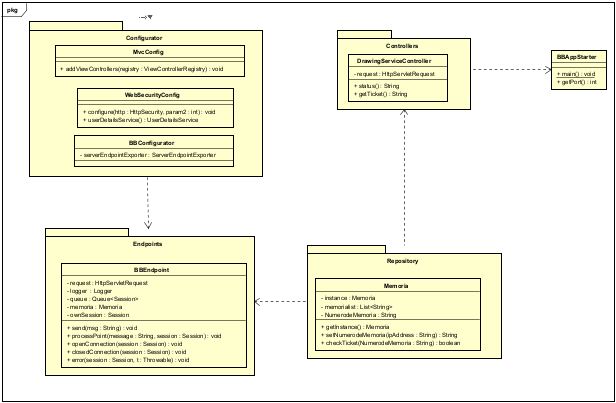 pkg
Configurator
MvcConfig
+ addViewControllers(registry : ViewControllerRegistry) : void
WebSecurityConfig
+ configure(http : HttpSecurity, param2 : int) : void
+ userDetailsService() : UserDetailsService
BBConfigurator
- serverEndpointExporter : ServerEndpointExporter
Controllers
DrawingServiceController
- request : HttpServletRequest
+ status() : String
+ getTicket() : String
BBAppStarter
+ main() : void
+ getPort() : int
Endpoints
BBEndpoint
- request : HttpServletRequest
- logger : Logger
- queue : Queue<Session>
- memoria : Memoria
- ownSession : Session
+ send(msg : String) : void
+ processPoint(message : String, session : Session) : void
+ openConnection(session : Session) : void
+ closedConnection(session : Session) : void
+ error(session : Session, t : Throwable) : void
Repository
Memoria
- instance : Memoria
- memorialist : List<String>
- NumerodeMemoria : String
+ getInstance() : Memoria
+ setNumerodeMemoria(ipAddress : String) : String
+ checkTicket(NumerodeMemoria : String) : boolean